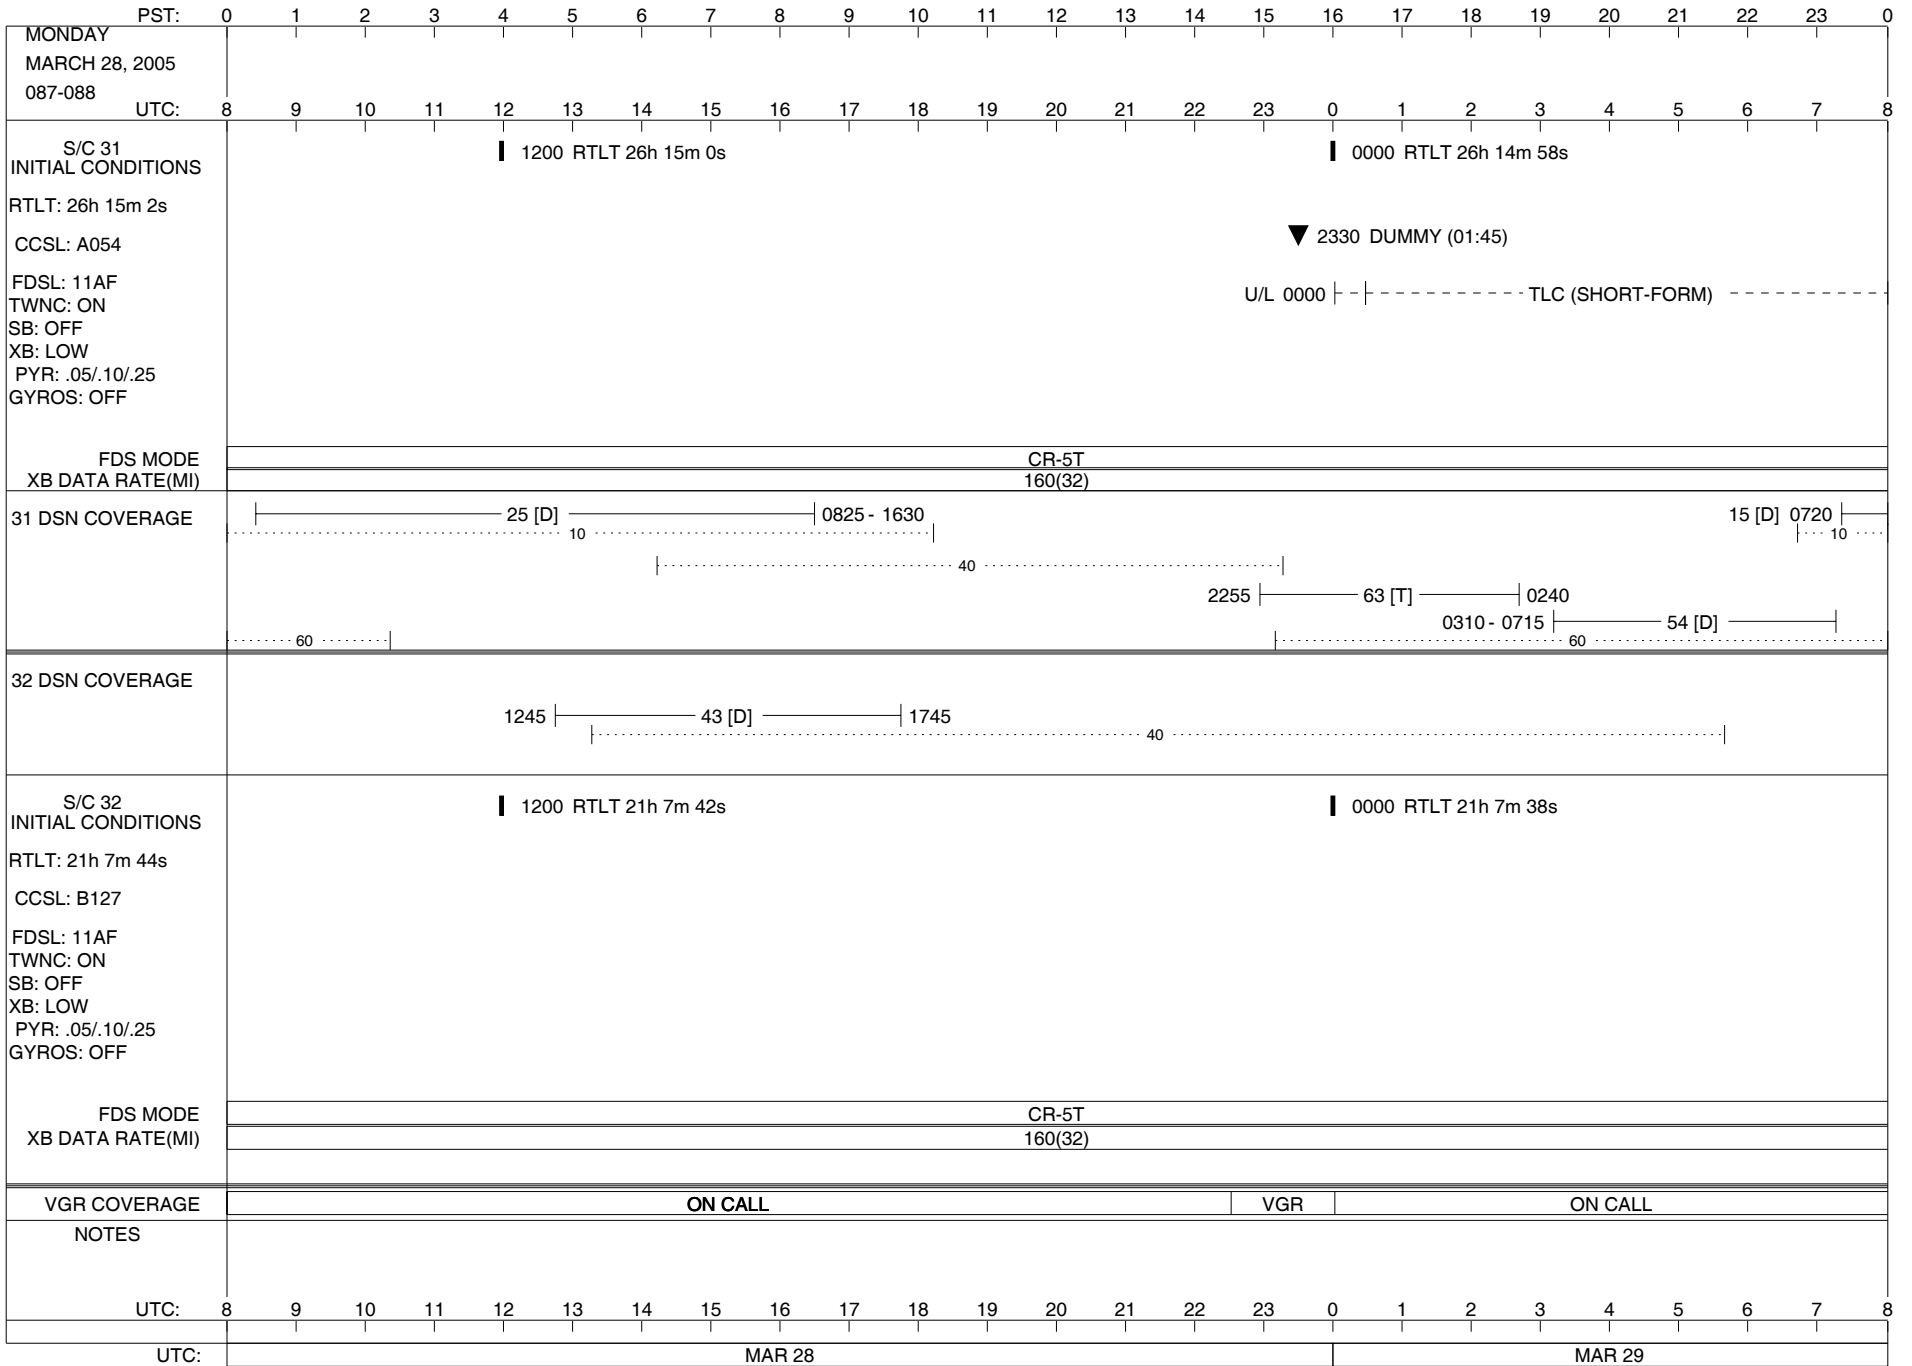 PST: 0 1 2 3 4 5 6 7 8 9 10 11 12 13 14 15 16 17 18 19 20 21 22 23 0
MONDAY
MARCH 28, 2005
087-088
UTC: 8 9 10 11 12 13 14 15 16 17 18 19 20 21 22 23 0 1 2 3 4 5 6 7 8
S/C 31
INITIAL CONDITIONS
1200 RTLT 26h 15m 0s
0000 RTLT 26h 14m 58s
RTLT: 26h 15m 2s
2330 DUMMY (01:45)
CCSL: A054
FDSL: 11AF
U/L 0000 TLC (SHORT-FORM)
TWNC: ON
SB: OFF
XB: LOW
PYR: .05/.10/.25
GYROS: OFF
FDS MODE CR-5T
XB DATA RATE(MI) 160(32)
31 DSN COVERAGE
25 [D] 0825 - 1630
15 [D] 0720
10
10
40
2255 63 [T] 0240
0310 - 0715 54 [D]
60
60
32 DSN COVERAGE
1245 43 [D] 1745
40
S/C 32
INITIAL CONDITIONS
1200 RTLT 21h 7m 42s
0000 RTLT 21h 7m 38s
RTLT: 21h 7m 44s
CCSL: B127
FDSL: 11AF
TWNC: ON
SB: OFF
XB: LOW
PYR: .05/.10/.25
GYROS: OFF
FDS MODE CR-5T
XB DATA RATE(MI) 160(32)
VGR COVERAGE ON CALL VGR ON CALL
NOTES
UTC: 8 9 10 11 12 13 14 15 16 17 18 19 20 21 22 23 0 1 2 3 4 5 6 7 8
UTC: MAR 28 MAR 29